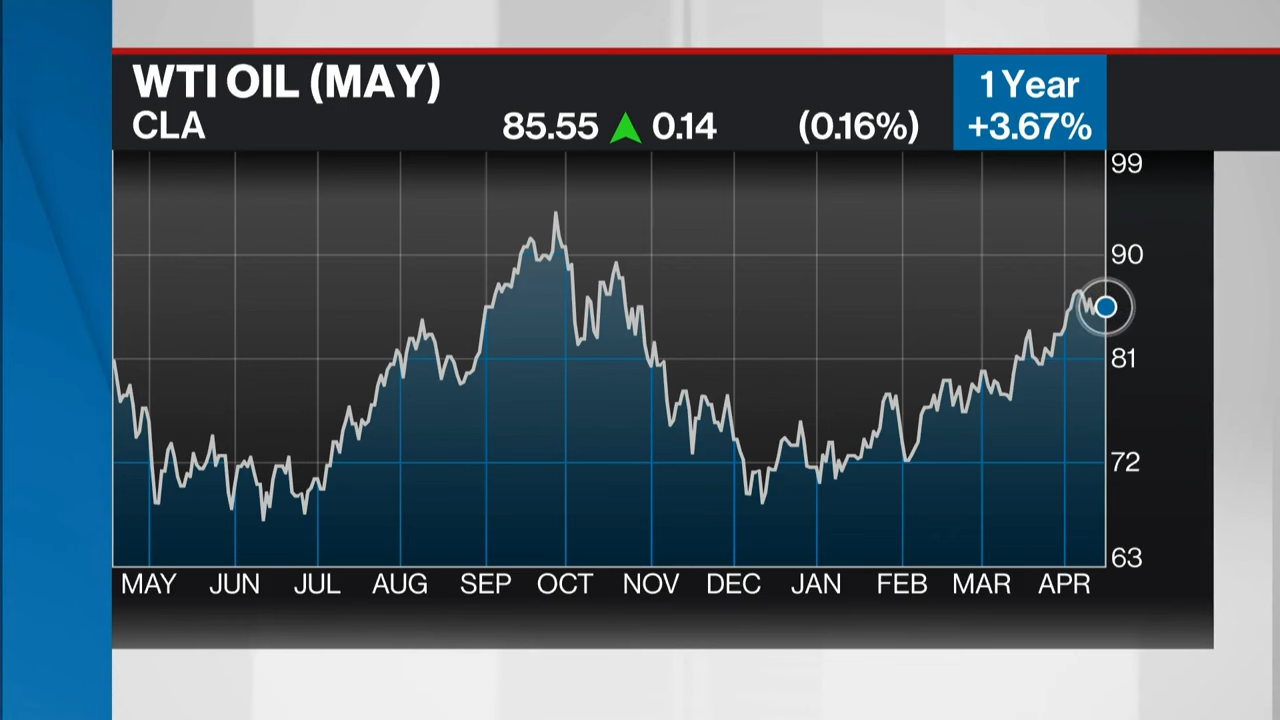 WTI OIL (MAY)
CLA 85.55 0.14 (0.16%)
1 Year
+3.67%
99
90
81
72
63
MAY JUN JUL AUG SEP OCT NOV DEC JAN FEB MAR APR